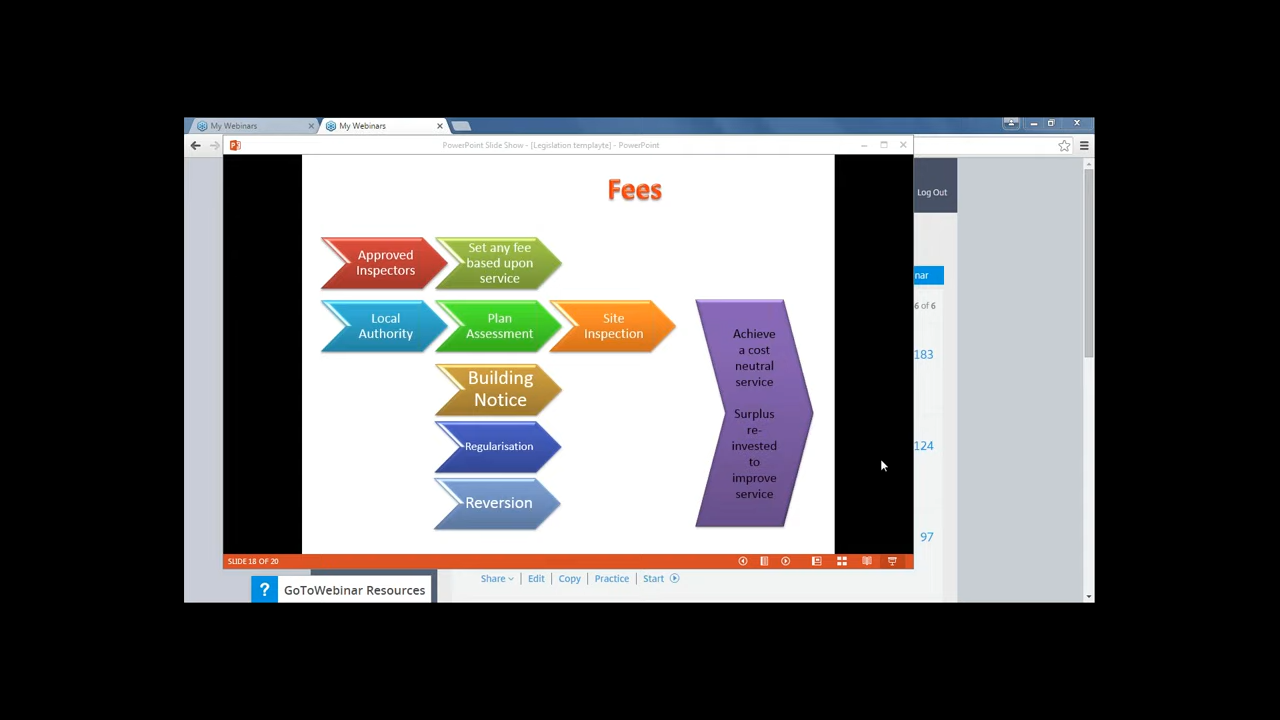 My Webinars
My Webinars
PowerPoint Slide Show - [Legislation templayte] - PowerPoint
Log Out
Fees
Approved
Inspectors
Set any fee
based upon
service
nar
6 of 6
Local
Authority
Plan
Assessment
Site
Inspection
Achieve
a cost
neutral
service
Surplus
re-
invested
to
improve
service
183
Building
Notice
Regularisation
124
Reversion
97
SLIDE 18 OF 20
Share
Edit
Copy
Practice
Start
? GoToWebinar Resources